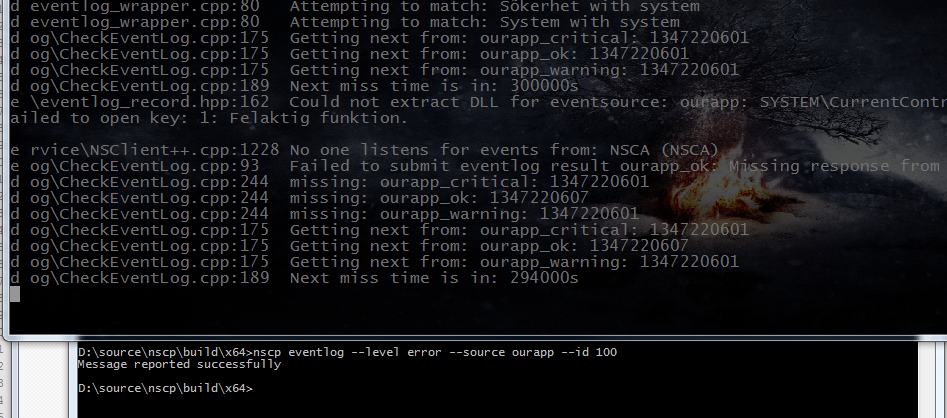 d eventlog_wrapper.cpp:80 Attempting to match: Sökerhet with system
d eventlog_wrapper.cpp:80 Attempting to match: System with system
d og\CheckEventLog.cpp:175 Getting next from: ourapp_critical: 1347220601
d og\CheckEventLog.cpp:175 Getting next from: ourapp_ok: 1347220601
d og\CheckEventLog.cpp:175 Getting next from: ourapp_warning: 1347220601
d og\CheckEventLog.cpp:189 Next miss time is in: 300000s
e \eventlog_record.hpp:162 Could not extract DLL for eventsource: ourapp: SYSTEM\CurrentContr
ailed to open key: 1: Felaktig funktion.
e rvice\NSClient++.cpp:1228 No one listens for events from: NSCA (NSCA)
e og\CheckEventLog.cpp:93 Failed to submit eventlog result ourapp_ok: Missing response from
d og\CheckEventLog.cpp:244 missing: ourapp_critical: 1347220601
d og\CheckEventLog.cpp:244 missing: ourapp_ok: 1347220607
d og\CheckEventLog.cpp:244 missing: ourapp_warning: 1347220601
d og\CheckEventLog.cpp:175 Getting next from: ourapp_critical: 1347220601
d og\CheckEventLog.cpp:175 Getting next from: ourapp_ok: 1347220607
d og\CheckEventLog.cpp:175 Getting next from: ourapp_warning: 1347220601
d og\CheckEventLog.cpp:189 Next miss time is in: 294000s
D:\source\nscp\build\x64>nscp eventlog --level error --source ourapp --id 100
Message reported successfully
D:\source\nscp\build\x64>